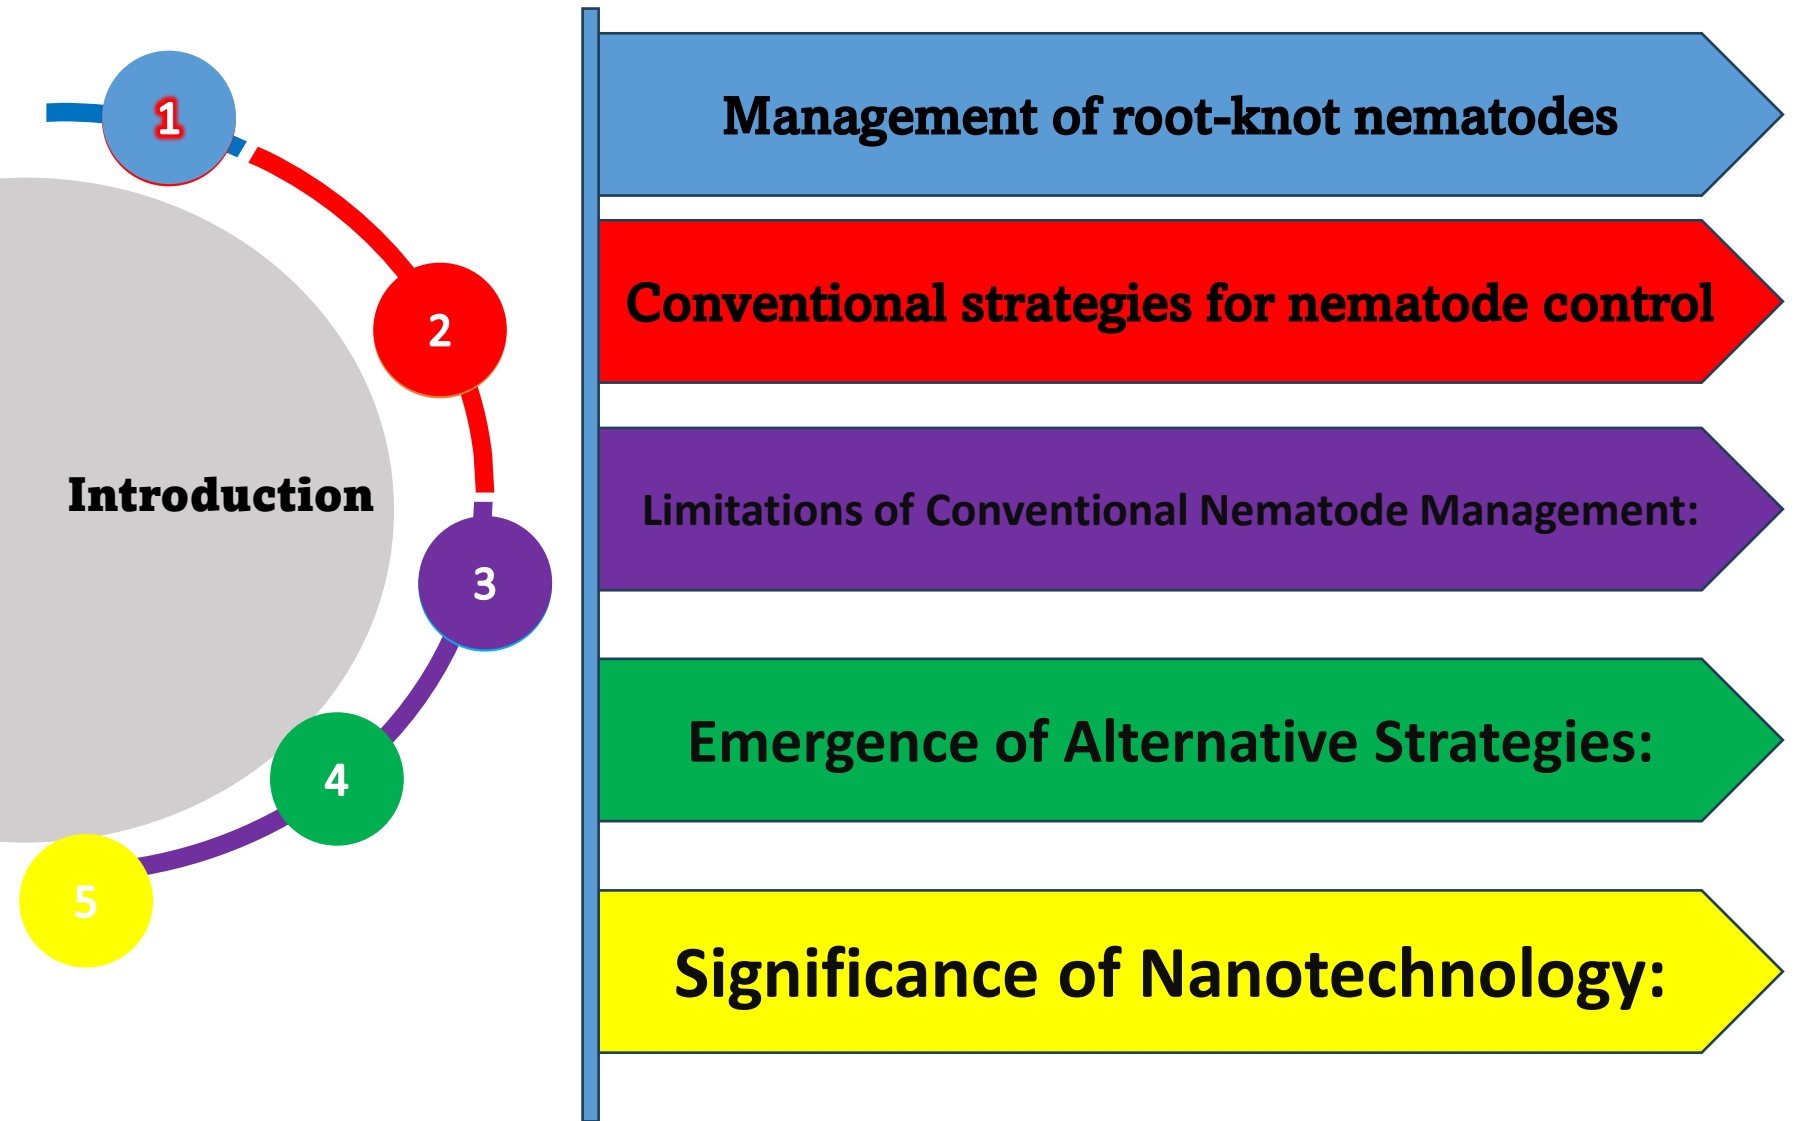 Introduction
1
Management of root-knot nematodes
2
Conventional strategies for nematode control
3
Limitations of Conventional Nematode Management:
4
Emergence of Alternative Strategies:
5
Significance of Nanotechnology: